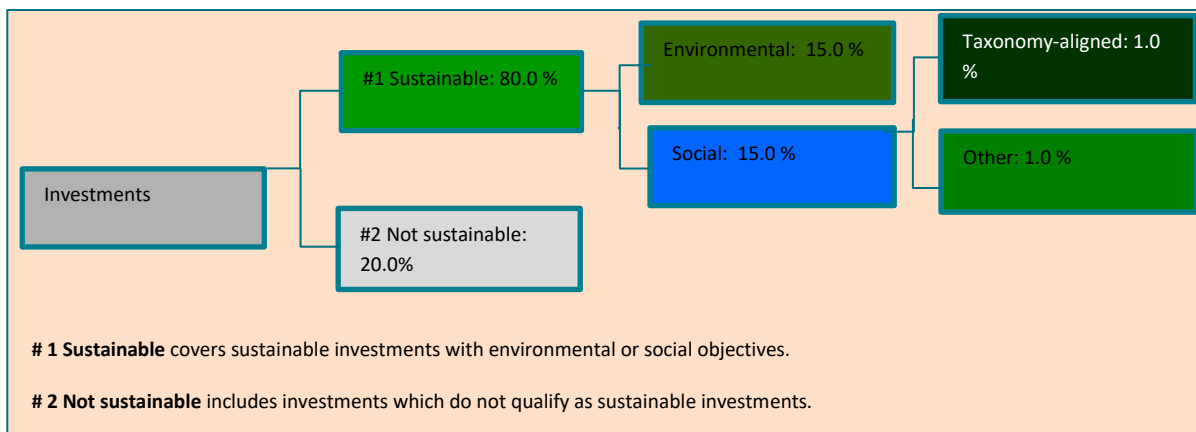 Investments
#1 Sustainable: 80.0 %
#2 Not sustainable:
20.0%
Environmental:  15.0 %
Social:  15.0 %
Taxonomy-aligned: 1.0
%
Other: 1.0 %
# 1 Sustainable covers sustainable investments with environmental or social objectives.
# 2 Not sustainable includes investments which do not qualify as sustainable investments.